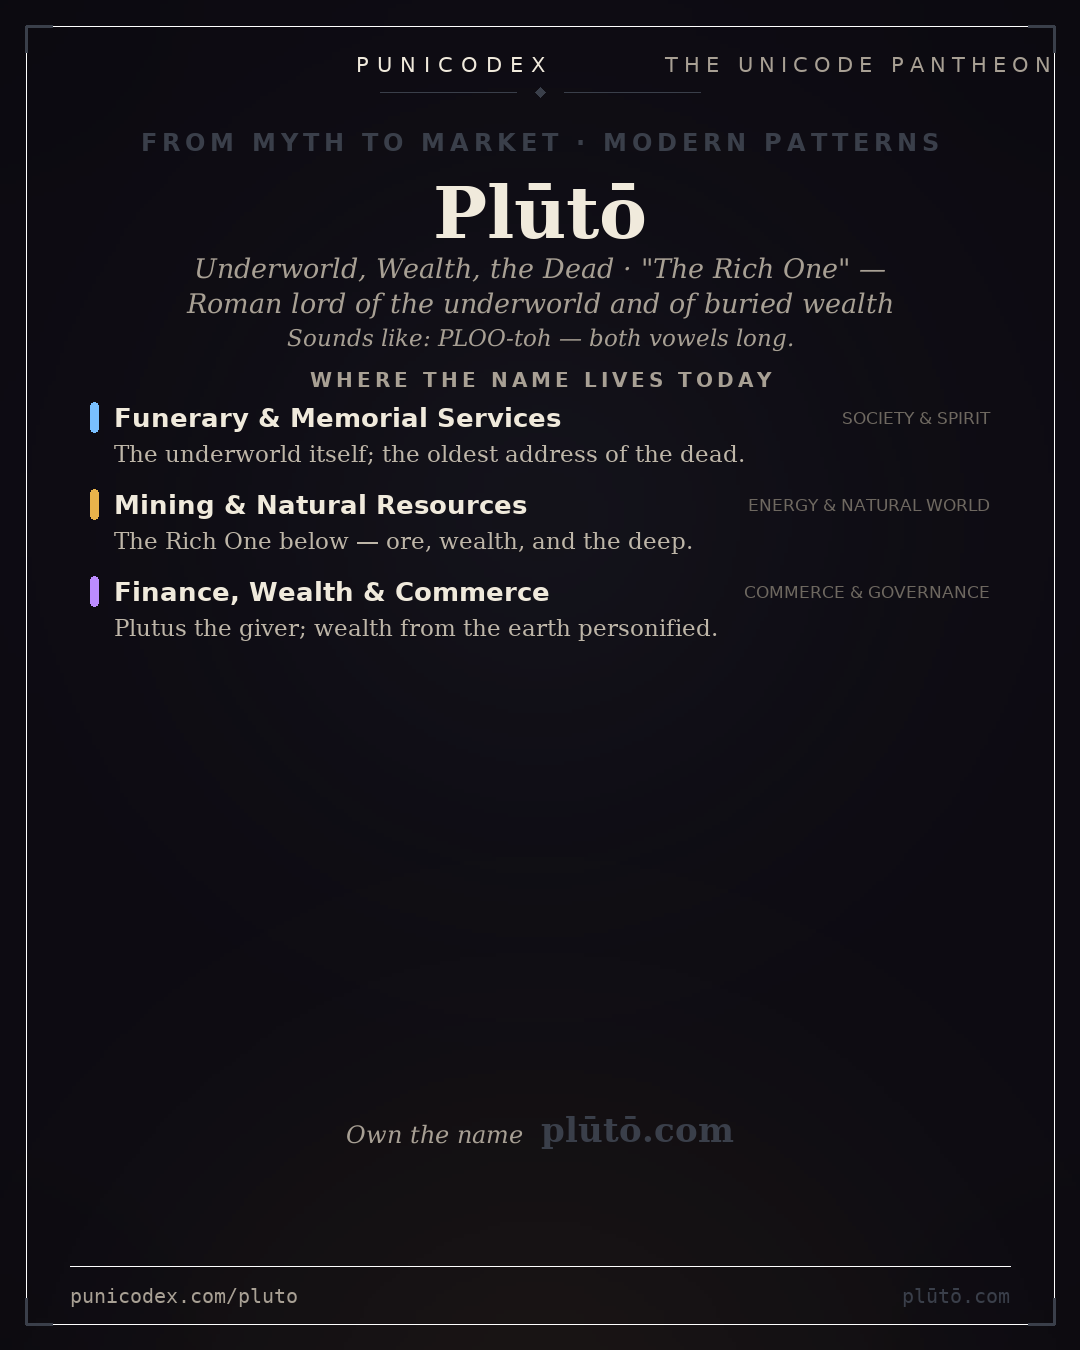 PUNICODEX THE UNICODE PANTHEON
FROM MYTH TO MARKET · MODERN PATTERNS
Plūtō
Underworld, Wealth, the Dead · "The Rich One" —
Roman lord of the underworld and of buried wealth
Sounds like: PLOO-toh — both vowels long.
WHERE THE NAME LIVES TODAY
Funerary & Memorial Services SOCIETY & SPIRIT
The underworld itself; the oldest address of the dead.
Mining & Natural Resources ENERGY & NATURAL WORLD
The Rich One below — ore, wealth, and the deep.
Finance, Wealth & Commerce COMMERCE & GOVERNANCE
Plutus the giver; wealth from the earth personified.
Own the name plūtō.com
punicodex.com/pluto plūtō.com